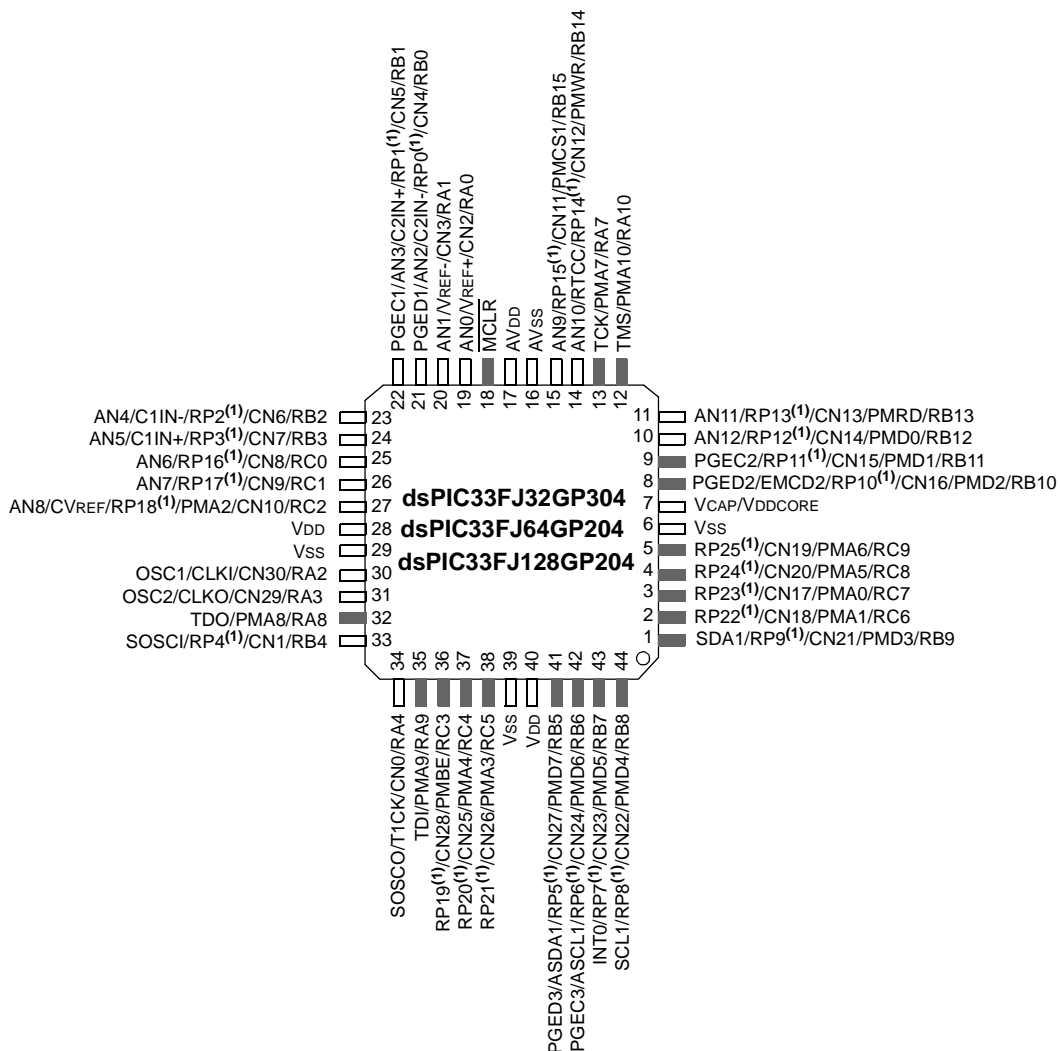 PGEC1/AN3/C2IN+/RP1(1)/CN5/RB1
PGED1/AN2/C2IN-/RP0(1)/CN4/RB0
AN1/VREF-/CN3/RA1
AN0/VREF+/CN2/RA0
MCLR
AVDD
AVSS
AN9/RP15(1)/CN11/PMCS1/RB15
AN10/RTCC/RP14(1)/CN12/PMWR/RB14
TCK/PMA7/RA7
TMS/PMA10/RA10
22 21 20 19 18 17 16 15 14 13 12
AN4/C1IN-/RP2(1)/CN6/RB2 23
AN5/C1IN+/RP3(1)/CN7/RB3 24
AN6/RP16(1)/CN8/RC0 25
AN7/RP17(1)/CN9/RC1 26
AN8/CVREF/RP18(1)/PMA2/CN10/RC2 27
VDD 28
VSS 29
OSC1/CLKI/CN30/RA2 30
OSC2/CLKO/CN29/RA3 31
TDO/PMA8/RA8 32
SOSCI/RP4(1)/CN1/RB4 33
dsPIC33FJ32GP304
dsPIC33FJ64GP204
dsPIC33FJ128GP204
11 AN11/RP13(1)/CN13/PMRD/RB13
10 AN12/RP12(1)/CN14/PMD0/RB12
9 PGEC2/RP11(1)/CN15/PMD1/RB11
8 PGED2/EMCD2/RP10(1)/CN16/PMD2/RB10
7 VCAP/VDDCORE
6 VSS
5 RP25(1)/CN19/PMA6/RC9
4 RP24(1)/CN20/PMA5/RC8
3 RP23(1)/CN17/PMA0/RC7
2 RP22(1)/CN18/PMA1/RC6
1 SDA1/RP9(1)/CN21/PMD3/RB9
34 35 36 37 38 39 40 41 42 43 44
SOSCO/T1CK/CN0/RA4
TDI/PMA9/RA9
RP19(1)/CN28/PMBE/RC3
RP20(1)/CN25/PMA4/RC4
RP21(1)/CN26/PMA3/RC5
VSS
VDD
PGED3/ASDA1/RP5(1)/CN27/PMD7/RB5
PGEC3/ASCL1/RP6(1)/CN24/PMD6/RB6
INT0/RP7(1)/CN23/PMD5/RB7
SCL1/RP8(1)/CN22/PMD4/RB8